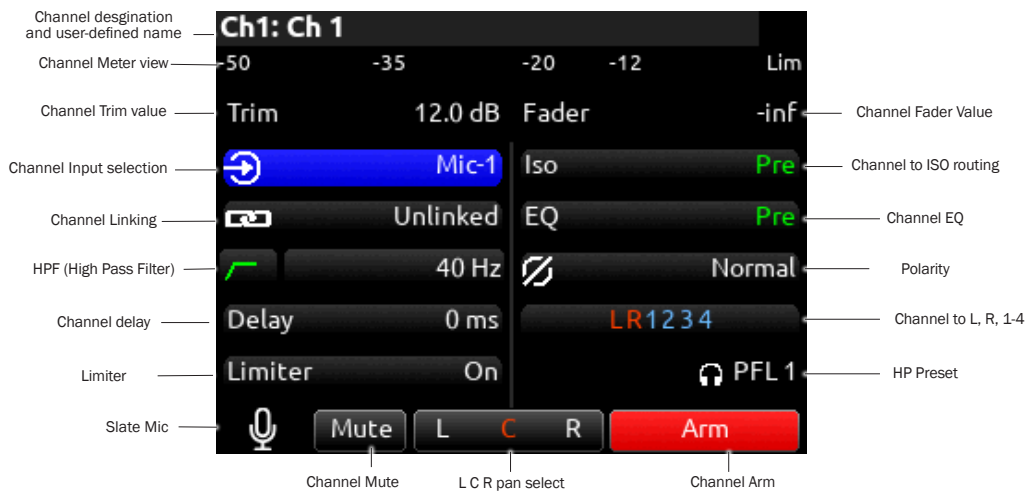 Channel desgination
and user-defined name
Ch1: Ch 1
Channel Meter view
-50 -35 -20 -12 Lim
Channel Trim value
Trim 12.0 dB Fader -inf
Channel Fader Value
Channel Input selection
Mic-1 Iso Pre
Channel to ISO routing
Channel Linking
Unlinked EQ Pre
Channel EQ
HPF (High Pass Filter)
40 Hz Normal
Polarity
Channel delay
Delay 0 ms L R 1 2 3 4
Channel to L, R, 1-4
Limiter
Limiter On PFL 1
HP Preset
Slate Mic
Mute L C R Arm
Channel Mute
L C R pan select
Channel Arm